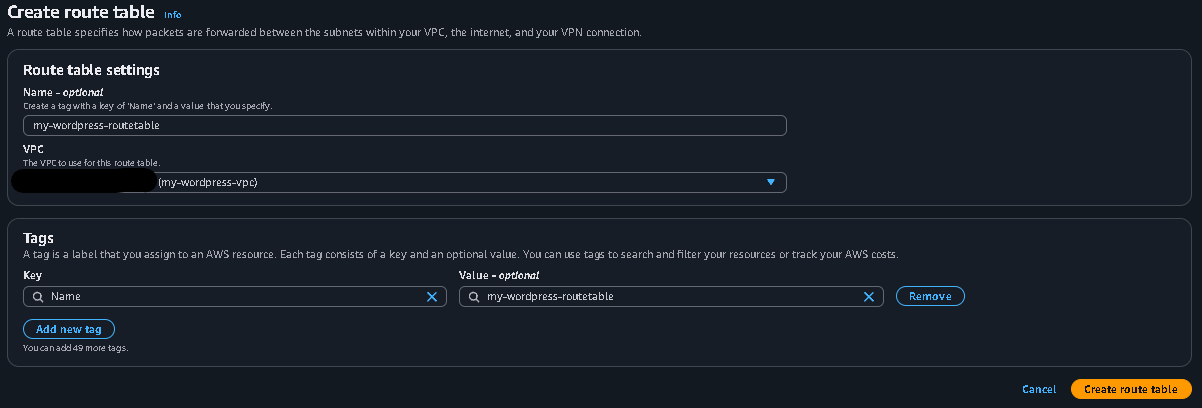 Create route table Info
A route table specifies how packets are forwarded between the subnets within your VPC, the internet, and your VPN connection.
Route table settings
Name - optional
Create a tag with a key of 'Name' and a value that you specify.
my-wordpress-routetable
VPC
The VPC to use for this route table.
(my-wordpress-vpc)
Tags
A tag is a label that you assign to an AWS resource. Each tag consists of a key and an optional value. You can use tags to search and filter your resources or track your AWS costs.
Key Value - optional
Name my-wordpress-routetable Remove
Add new tag
You can add 49 more tags.
Cancel Create route table